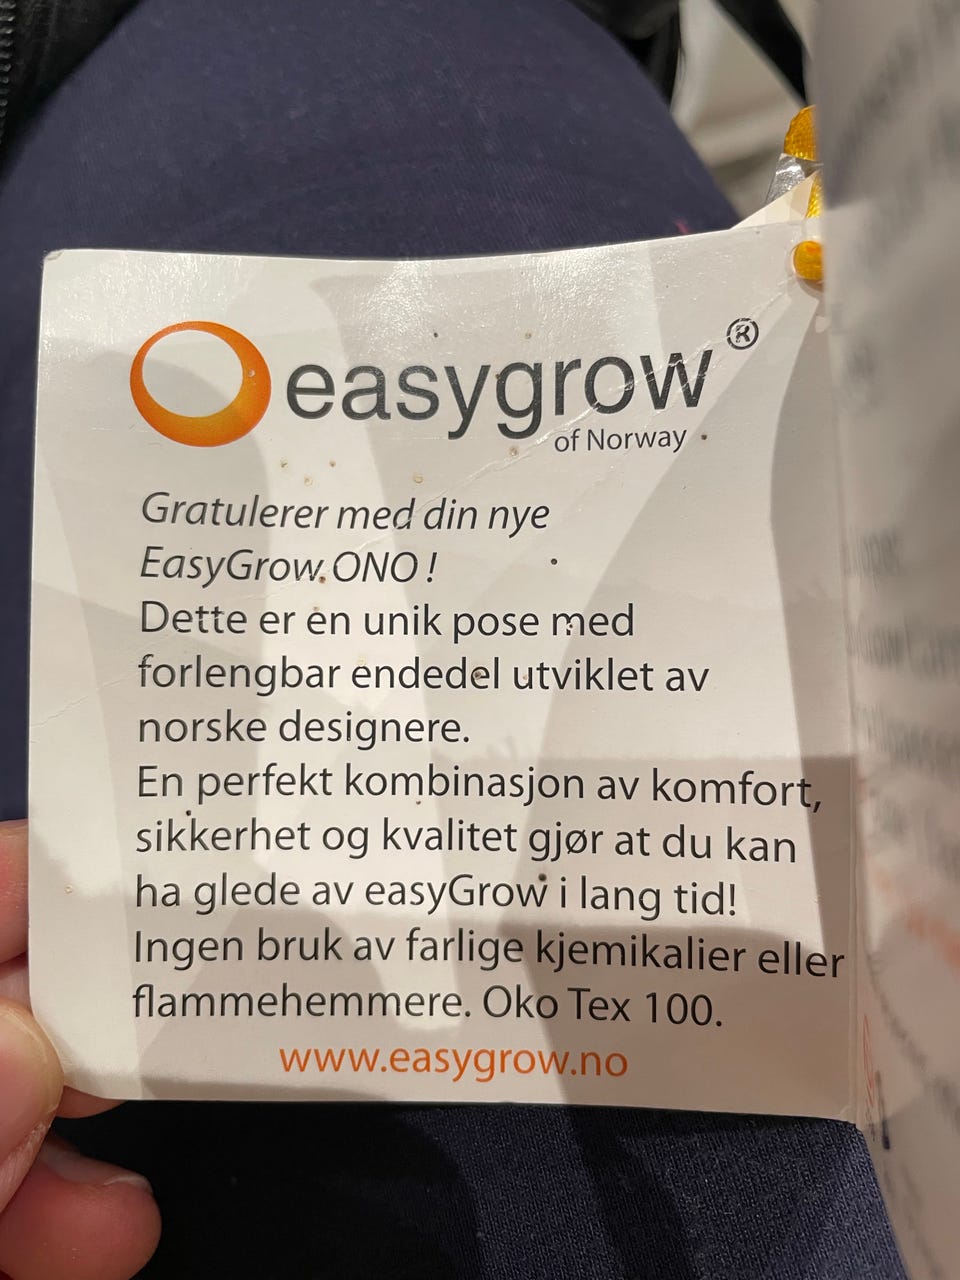 easygrow®
of Norway
Gratulerer med din nye
EasyGrow ONO !
Dette er en unik pose med
forlengbar endedel utviklet av
norske designere.
En perfekt kombinasjon av komfort,
sikkerhet og kvalitet gjør at du kan
ha glede av easyGrow i lang tid!
Ingen bruk av farlige kjemikalier eller
flammehemmere. Oko Tex 100.
www.easygrow.no